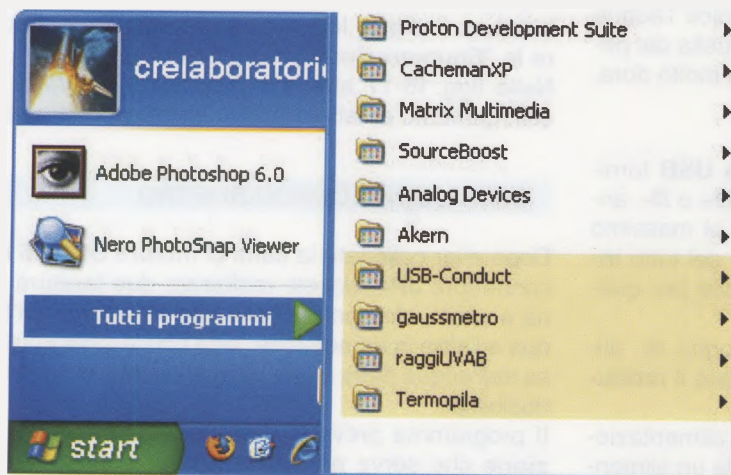 crelaboratori
Adobe Photoshop 6.0
Nero PhotoSnap Viewer
Tutti i programmi
start
Proton Development Suite
CachemanXP
Matrix Multimedia
SourceBoost
Analog Devices
Akern
USB-Conduct
gaussmetro
raggiUVAB
Termopila